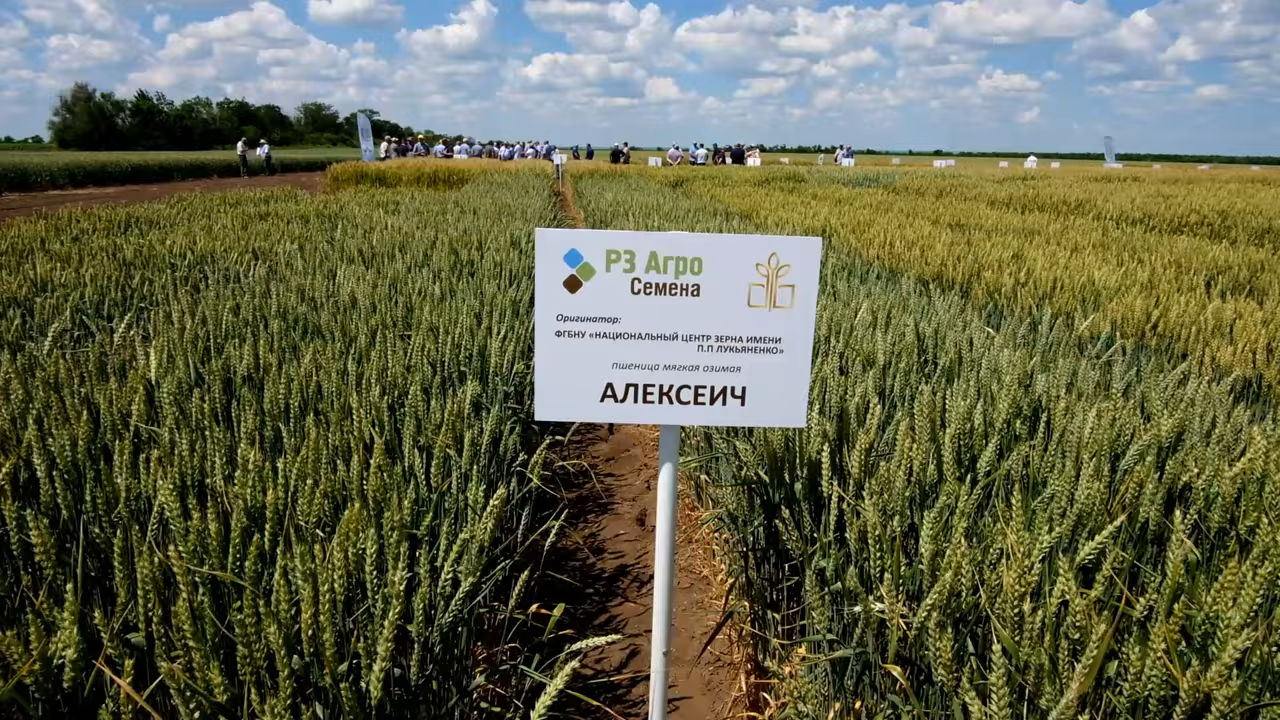 РЗ Агро
Семена
Оригинатор:
ФГБНУ «НАЦИОНАЛЬНЫЙ ЦЕНТР ЗЕРНА ИМЕНИ
П.П ЛУКЬЯНЕНКО»
пшеница мягкая озимая
АЛЕКСЕИЧ